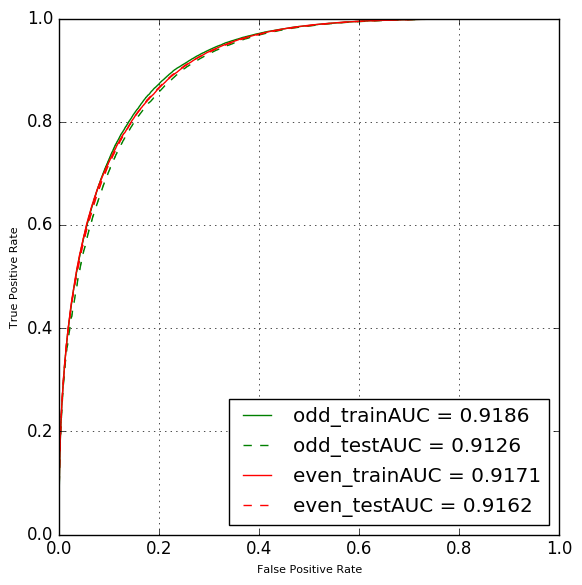 1.0
0.8
0.6
0.4
0.2
0.0
True Positive Rate
odd_trainAUC = 0.9186
odd_testAUC = 0.9126
even_trainAUC = 0.9171
even_testAUC = 0.9162
0.0 0.2 0.4 0.6 0.8 1.0
False Positive Rate